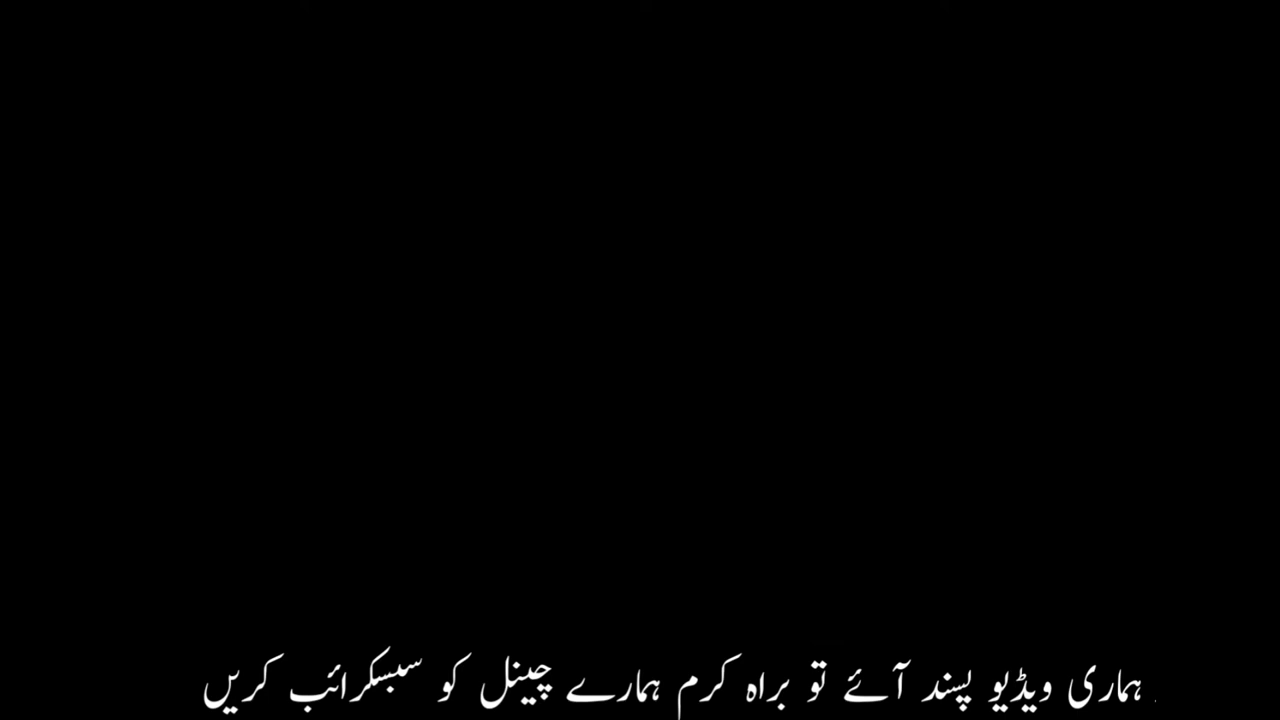 ہماری ویڈیو پسند آئے تو براہ کرم ہمارے چینل کو سبسکرائب کریں